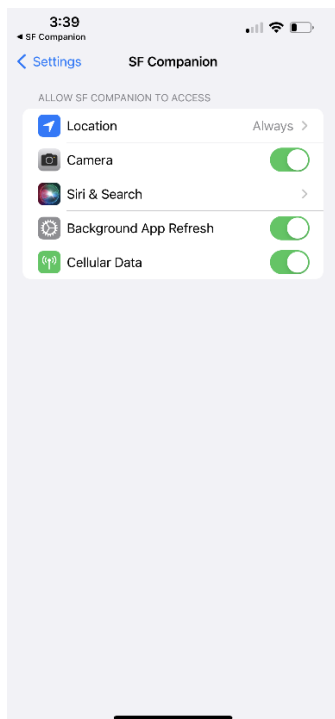 3:39
◀ SF Companion
Settings
SF Companion
ALLOW SF COMPANION TO ACCESS
Location Always
Camera
Siri & Search
Background App Refresh
Cellular Data